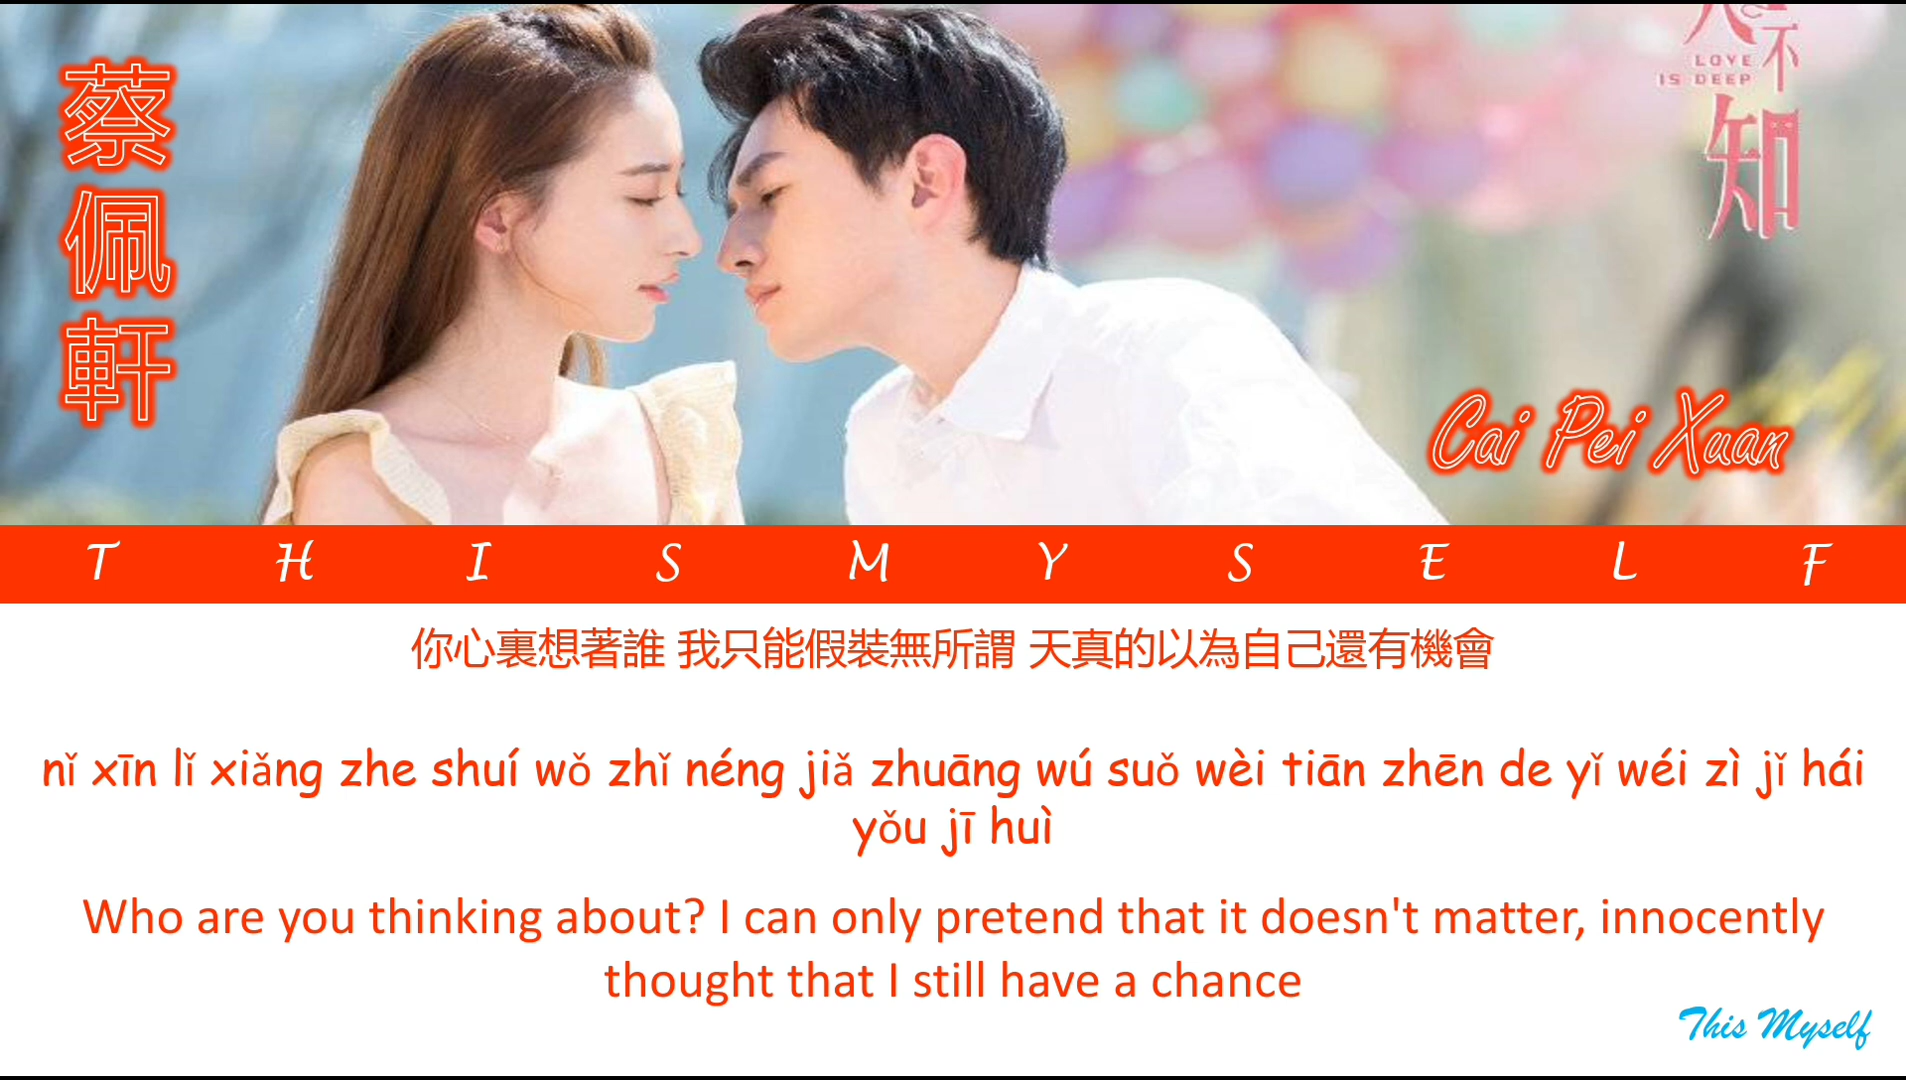 蔡佩軒
不知
LOVE
IS DEEP
Cai Pei Xuan
T H I S M Y S E L F
你心裏想著誰 我只能假裝無所謂 天真的以為自己還有機會
nǐ xīn lǐ xiǎng zhe shuí wǒ zhǐ néng jiǎ zhuāng wú suǒ wèi tiān zhēn de yǐ wéi zì jǐ hái
yǒu jī huì
Who are you thinking about? I can only pretend that it doesn't matter, innocently
thought that I still have a chance
This Myself